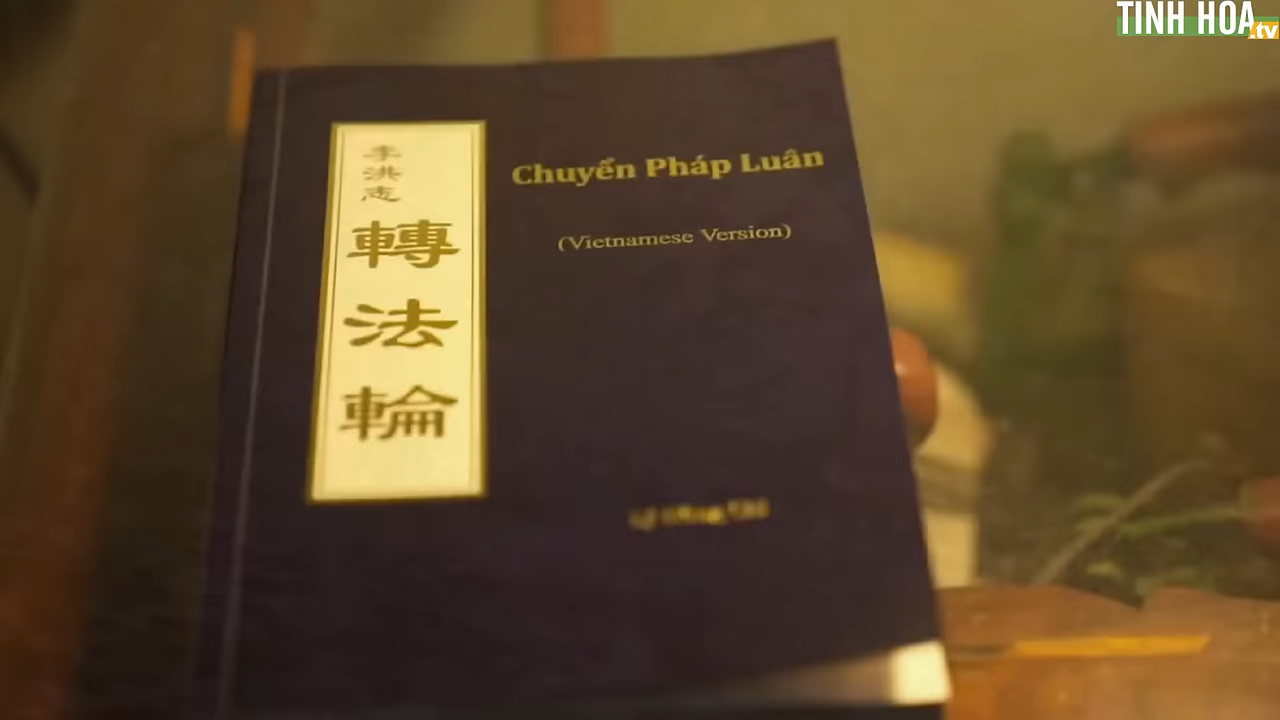 TINH HOA
.tv
李洪志
轉法輪
Chuyển Pháp Luân
(Vietnamese Version)